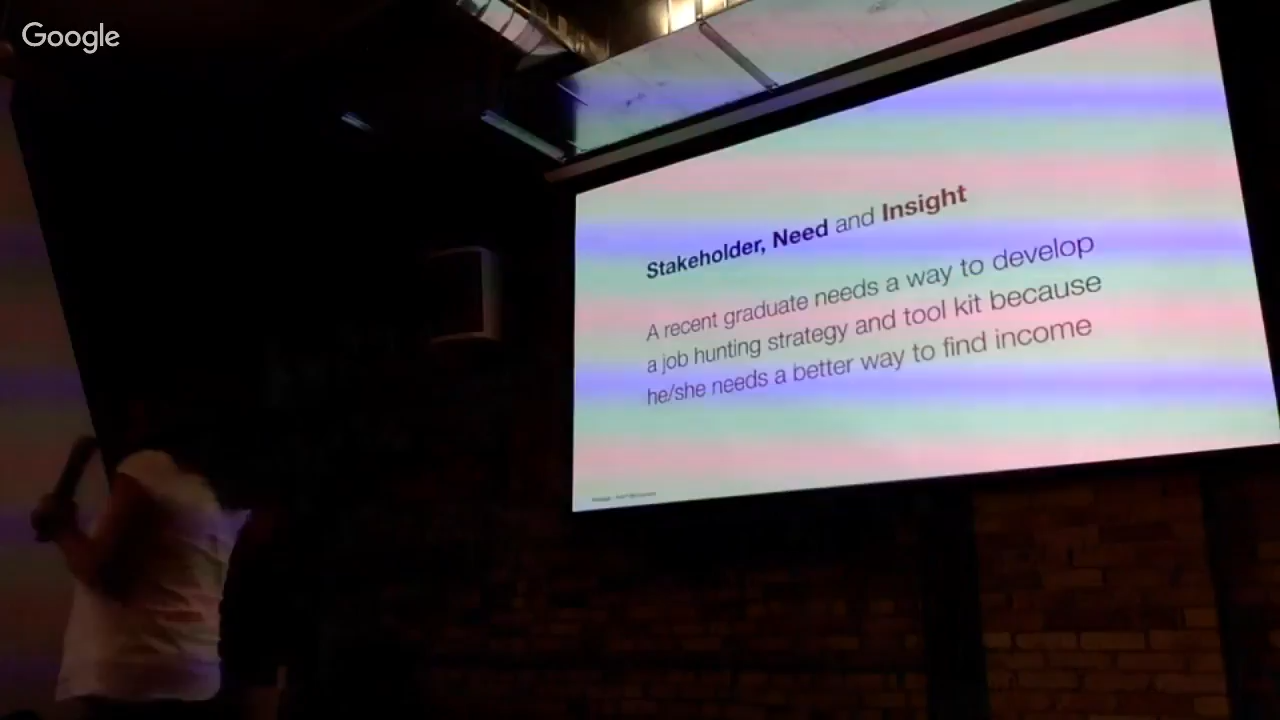 Google
Stakeholder, Need and Insight
A recent graduate needs a way to develop
a job hunting strategy and tool kit because
he/she needs a better way to find income